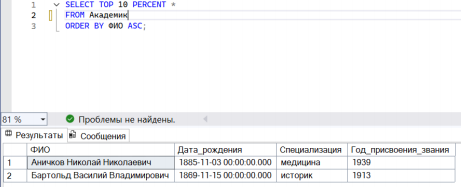 1 SELECT TOP 10 PERCENT *
2 FROM Академик
3 ORDER BY ФИО ASC;
81 % Проблемы не найдены.
Результаты Сообщения
ФИО Дата_рождения Специализация Год_присвоения_звания
1 Аничков Николай Николаевич 1885-11-03 00:00:00.000 медицина 1939
2 Бартольд Василий Владимирович 1869-11-15 00:00:00.000 историк 1913